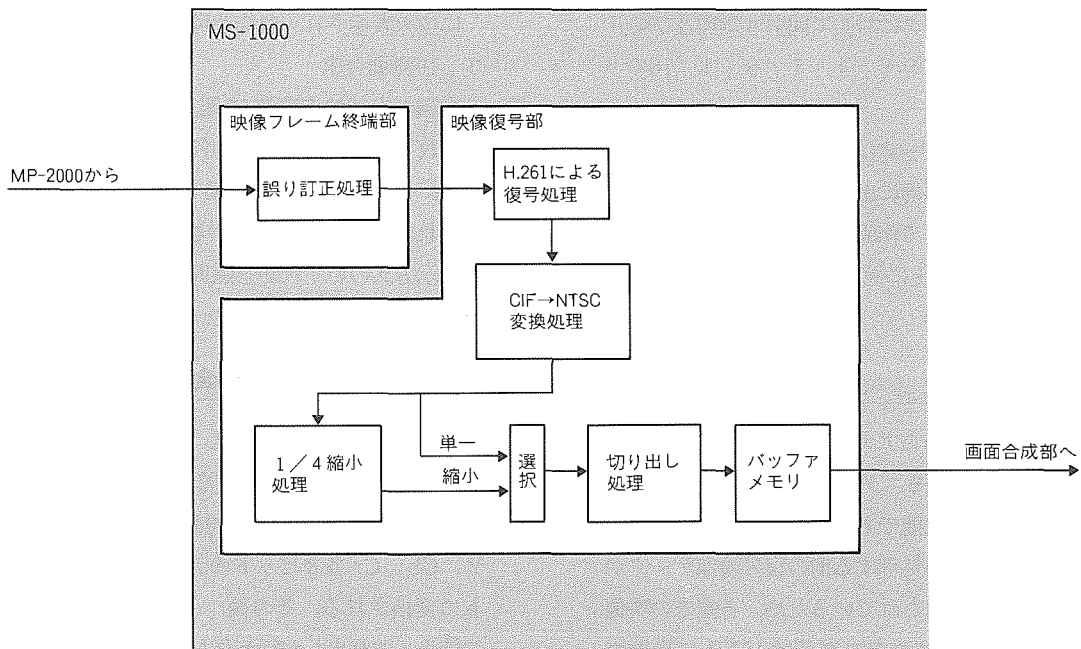 MS-1000
映像フレーム終端部
映像復号部
MP-2000から
誤り訂正処理
H.261による
復号処理
CIF→NTSC
変換処理
1／4縮小
処理
単一
縮小
選
択
切り出し
処理
バッファ
メモリ
画面合成部へ